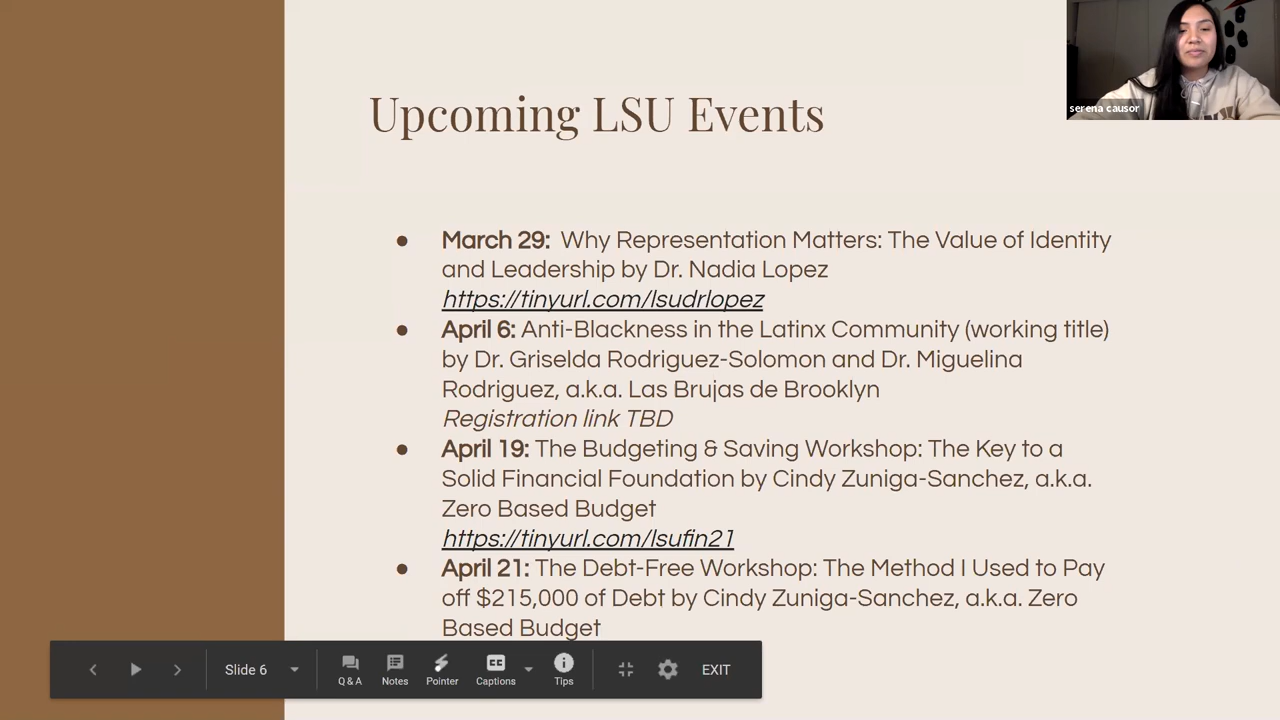 Upcoming LSU Events
serena causor
● March 29: Why Representation Matters: The Value of Identity
and Leadership by Dr. Nadia Lopez
https://tinyurl.com/lsudrlopez
● April 6: Anti-Blackness in the Latinx Community (working title)
by Dr. Griselda Rodriguez-Solomon and Dr. Miguelina
Rodriguez, a.k.a. Las Brujas de Brooklyn
Registration link TBD
● April 19: The Budgeting & Saving Workshop: The Key to a
Solid Financial Foundation by Cindy Zuniga-Sanchez, a.k.a.
Zero Based Budget
https://tinyurl.com/lsufin21
● April 21: The Debt-Free Workshop: The Method I Used to Pay
off $215,000 of Debt by Cindy Zuniga-Sanchez, a.k.a. Zero
Based Budget
Slide 6 Q & A Notes Pointer CC Captions Tips EXIT